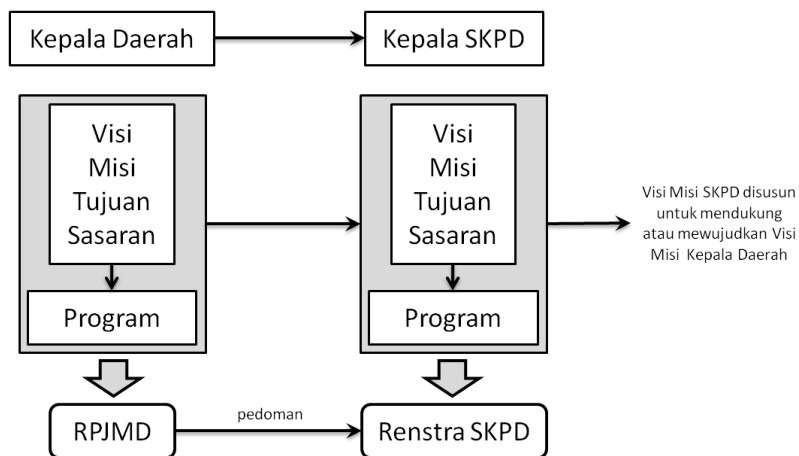 Kepala Daerah
Kepala SKPD
Visi
Misi
Tujuan
Sasaran
Program
Visi
Misi
Tujuan
Sasaran
Program
Visi Misi SKPD disusun
untuk mendukung
atau mewujudkan Visi
Misi Kepala Daerah
RPJMD
pedoman
Renstra SKPD